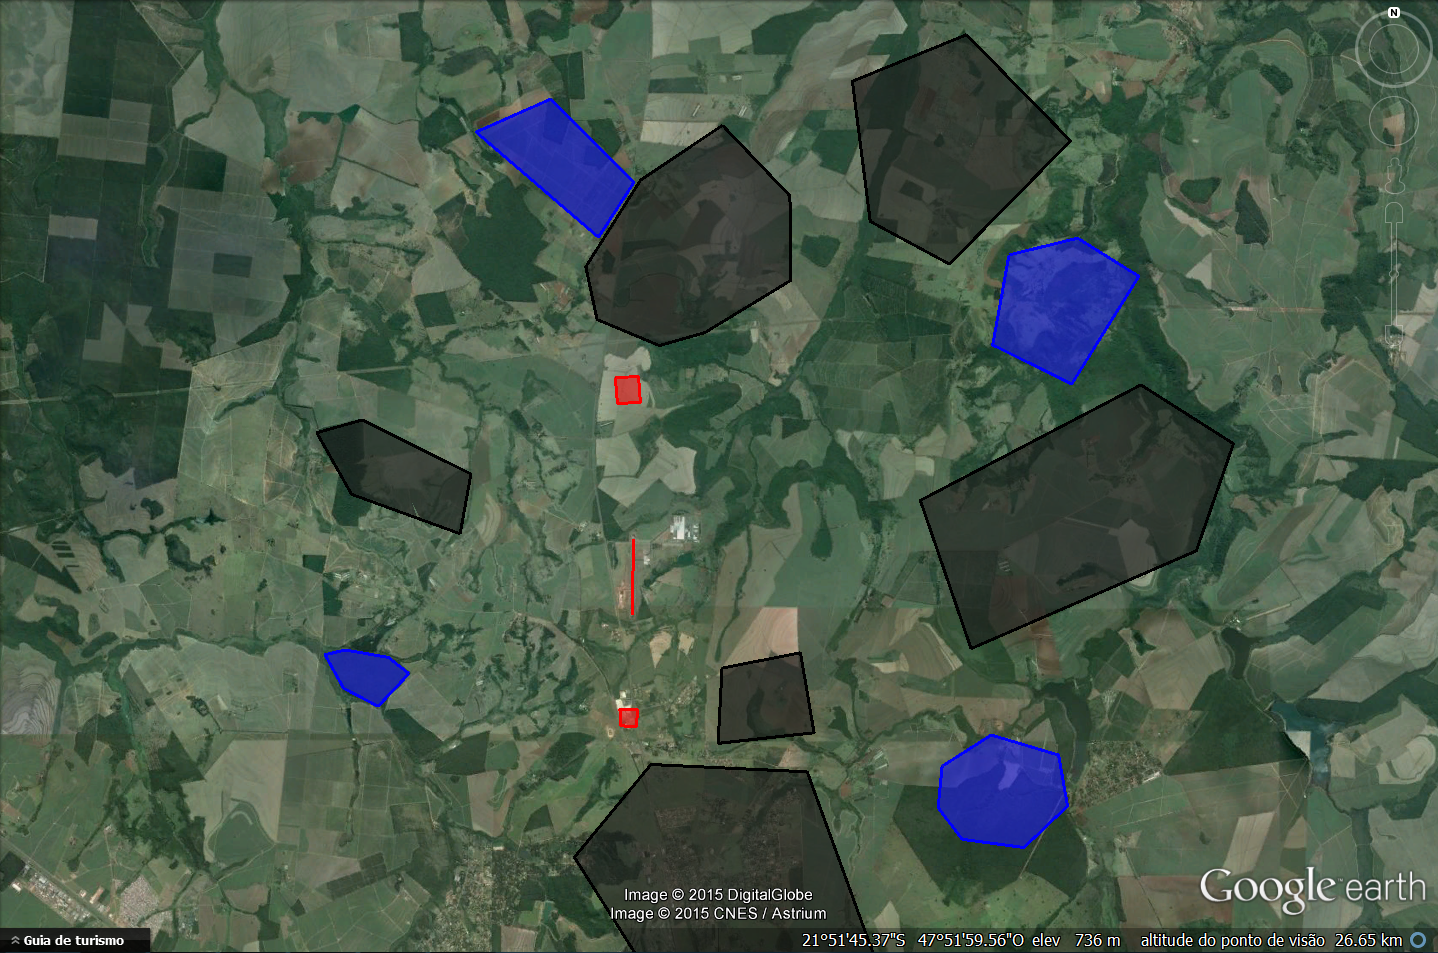 N
Image © 2015 DigitalGlobe
Image © 2015 CNES / Astrium
Google earth
Guia de turismo
21°51'45.37"S 47°51'59.56"O elev 736 m altitude do ponto de visão 26.65 km